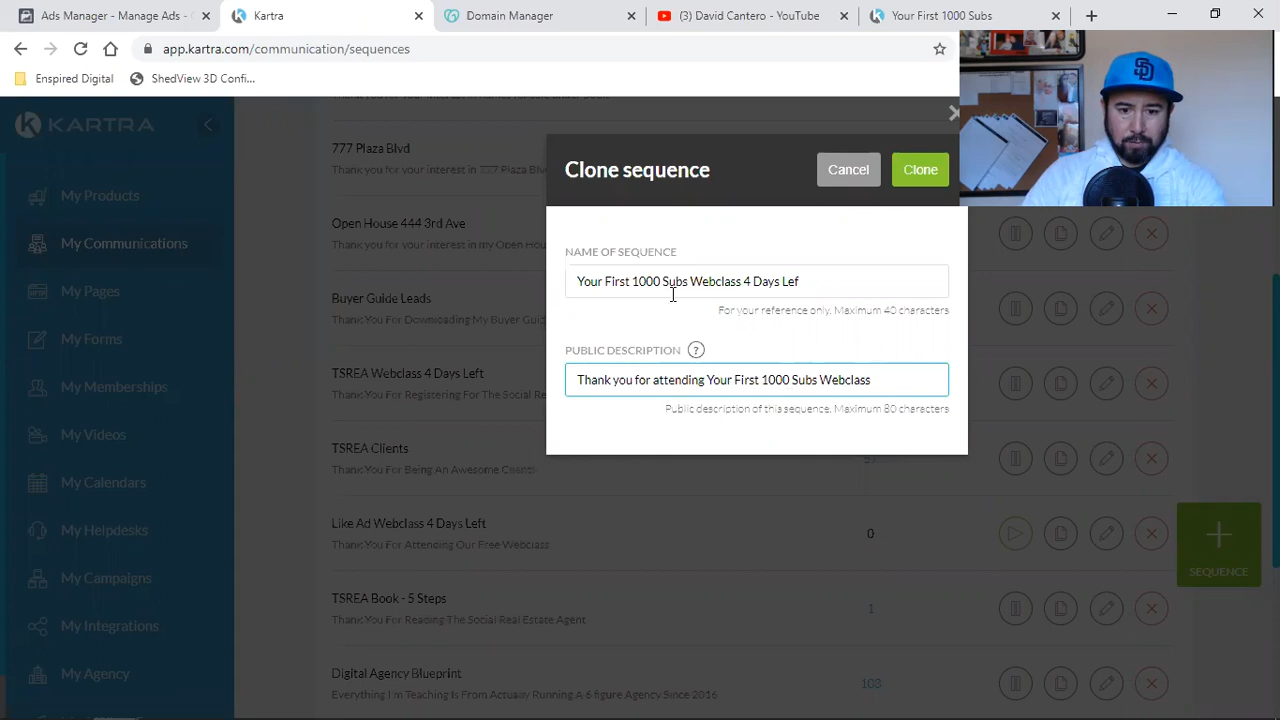 Ads Manager - Manage Ads - C
Kartra
Domain Manager
(3) David Cantero - YouTube
Your First 1000 Subs
app.kartra.com/communication/sequences
Enspired Digital
ShedView 3D Confi...
KARTRA
My Products
My Communications
My Pages
My Forms
My Memberships
My Videos
My Calendars
My Helpdesks
My Campaigns
My Integrations
My Agency
777 Plaza Blvd
Thank you for your interest in 777 Plaza Blv
Open House 444 3rd Ave
Thank you for your interest in my Open Hou
Buyer Guide Leads
Thank You For Downloading My Buyer Gui
TSREA Webclass 4 Days Left
Thank You For Registering For The Social Re
TSREA Clients
Thank You For Being An Awesome Clients
Like Ad Webclass 4 Days Left
Thank You For Attending Our Free Webclass
0
TSREA Book - 5 Steps
Thank You For Reading The Social Real Estate Agent
1
Digital Agency Blueprint
Everything I'm Teaching Is From Actually Running A 6 figure Agency Since 2016
103
Clone sequence
Cancel
Clone
NAME OF SEQUENCE
Your First 1000 Subs Webclass 4 Days Lef
For your reference only. Maximum 40 characters
PUBLIC DESCRIPTION ?
Thank you for attending Your First 1000 Subs Webclass
Public description of this sequence. Maximum 80 characters
SEQUENCE
SD